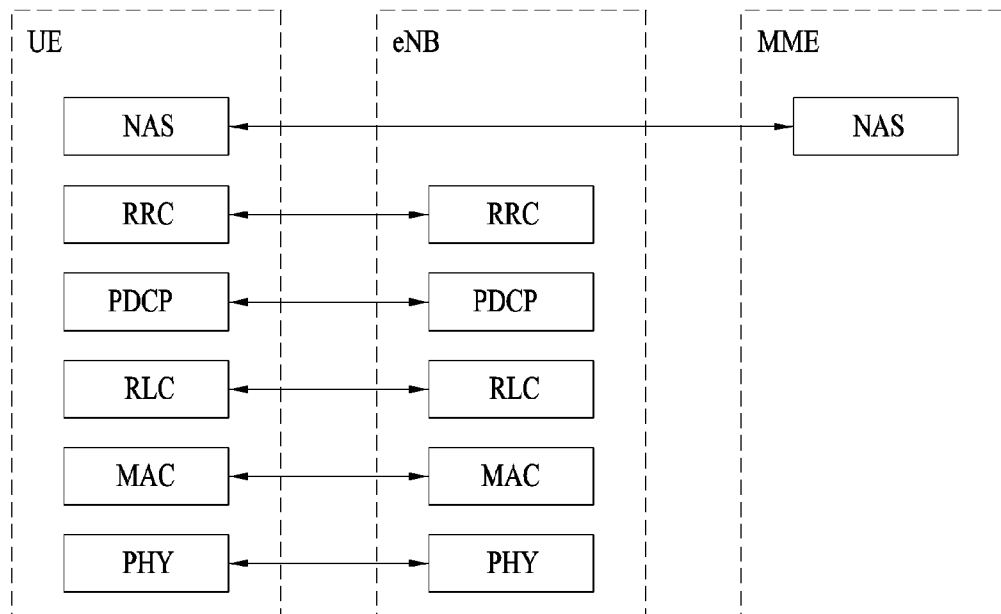 UE eNB MME
NAS NAS
RRC RRC
PDCP PDCP
RLC RLC
MAC MAC
PHY PHY